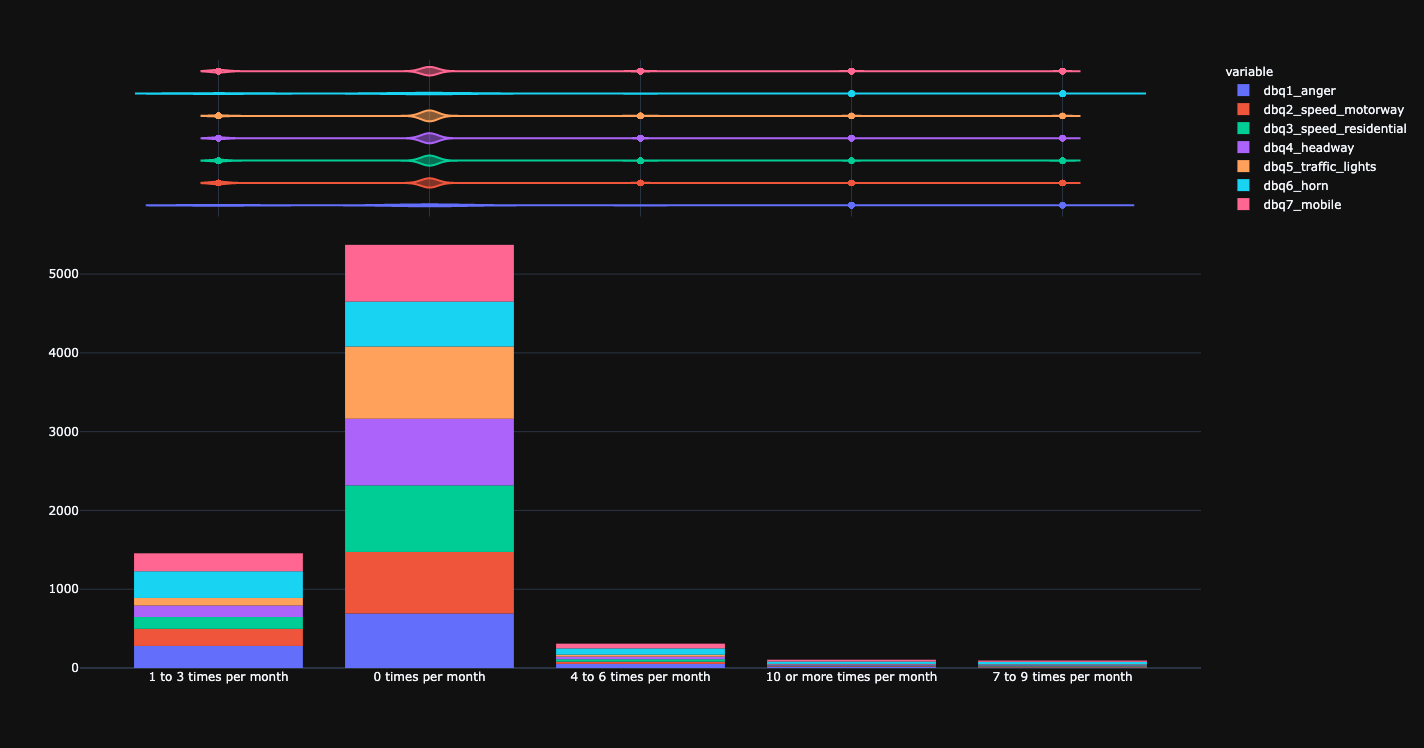 variable
dbq1_anger
dbq2_speed_motorway
dbq3_speed_residential
dbq4_headway
dbq5_traffic_lights
dbq6_horn
dbq7_mobile
5000
4000
3000
2000
1000
0
1 to 3 times per month
0 times per month
4 to 6 times per month
10 or more times per month
7 to 9 times per month